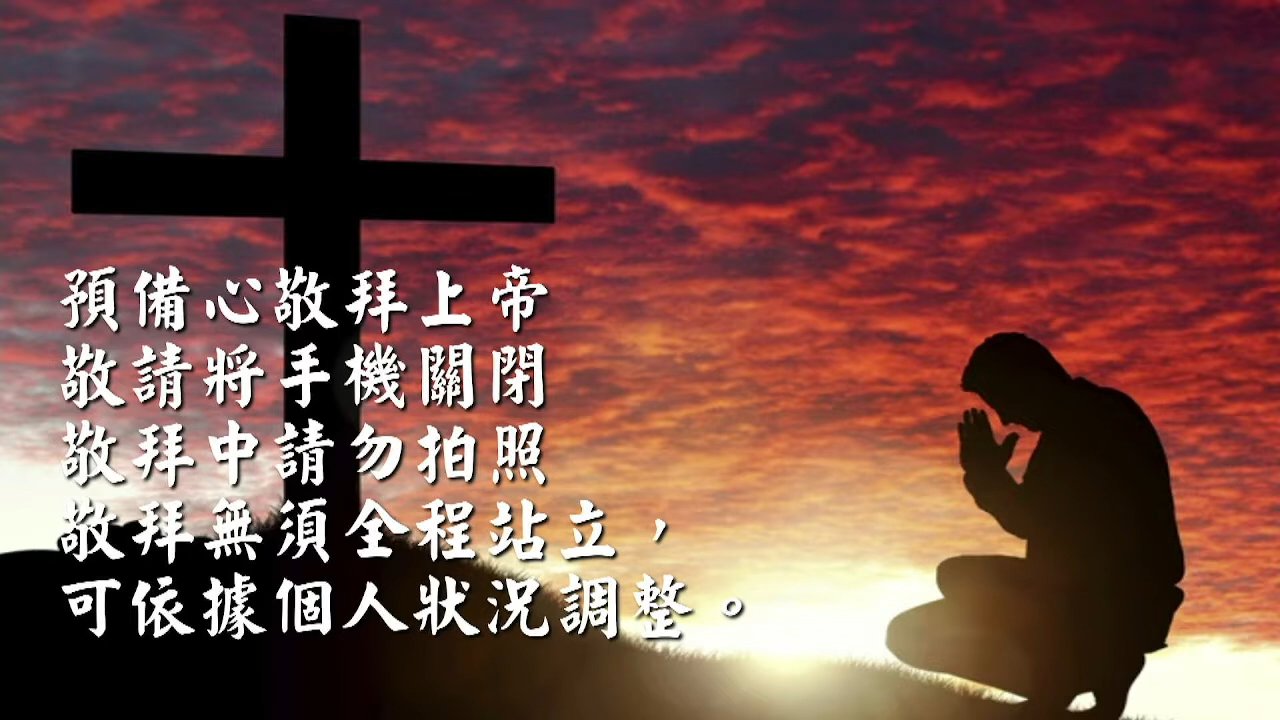 預備心敬拜上帝
敬請將手機關閉
敬拜中請勿拍照
敬拜無須全程站立，
可依據個人狀況調整。